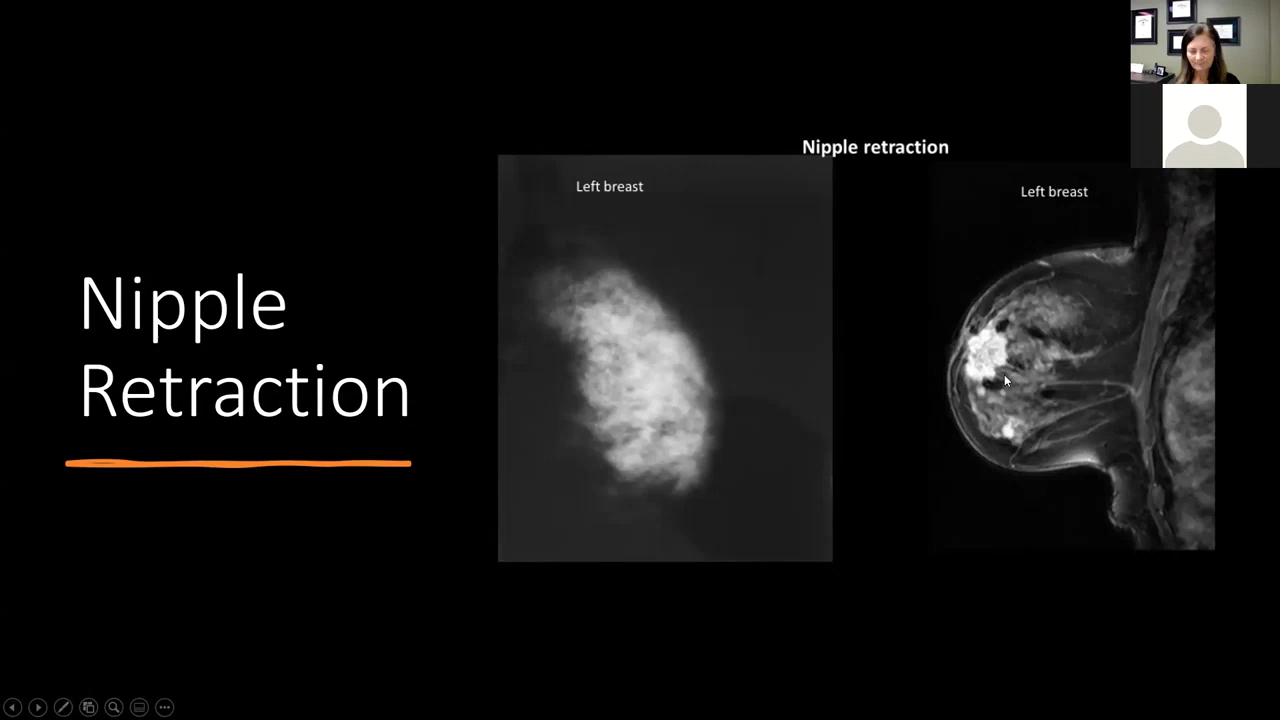 Nipple
Retraction
Nipple retraction
Left breast
Left breast